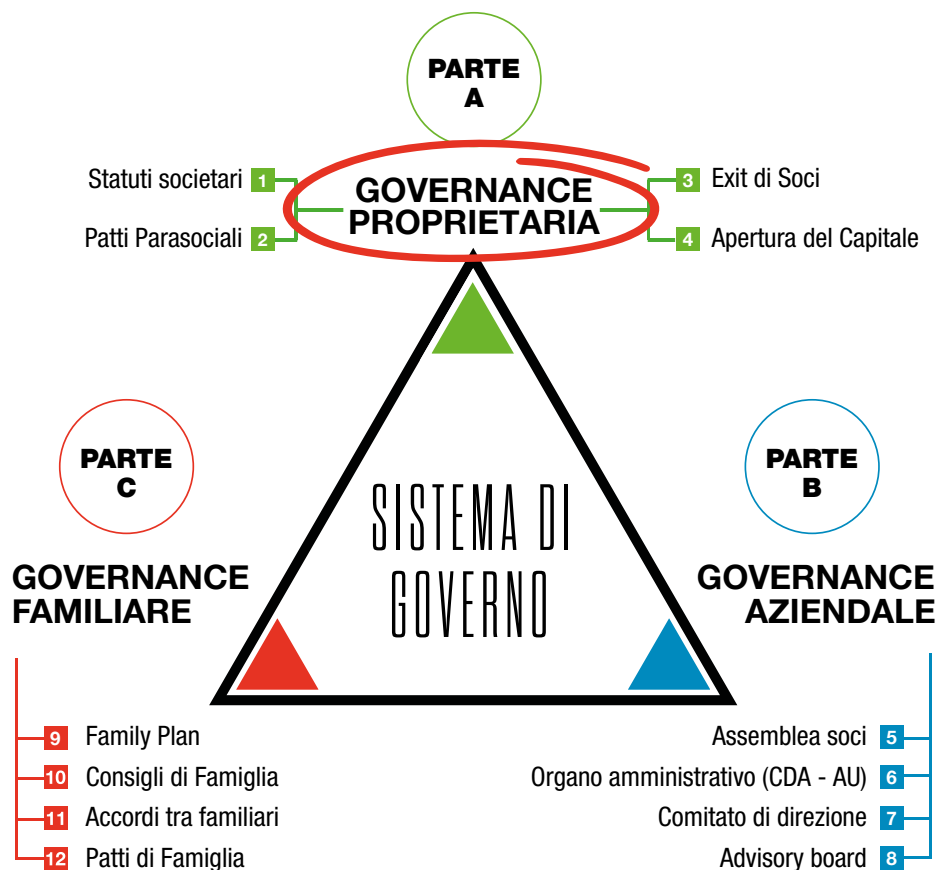 PARTE
A
Statuti societari 1
Patti Parasociali 2
GOVERNANCE
PROPRIETARIA
3 Exit di Soci
4 Apertura del Capitale
PARTE
C
GOVERNANCE
FAMILIARE
SISTEMA DI
GOVERNO
PARTE
B
GOVERNANCE
AZIENDALE
9 Family Plan
10 Consigli di Famiglia
11 Accordi tra familiari
12 Patti di Famiglia
Assemblea soci 5
Organo amministrativo (CDA - AU) 6
Comitato di direzione 7
Advisory board 8